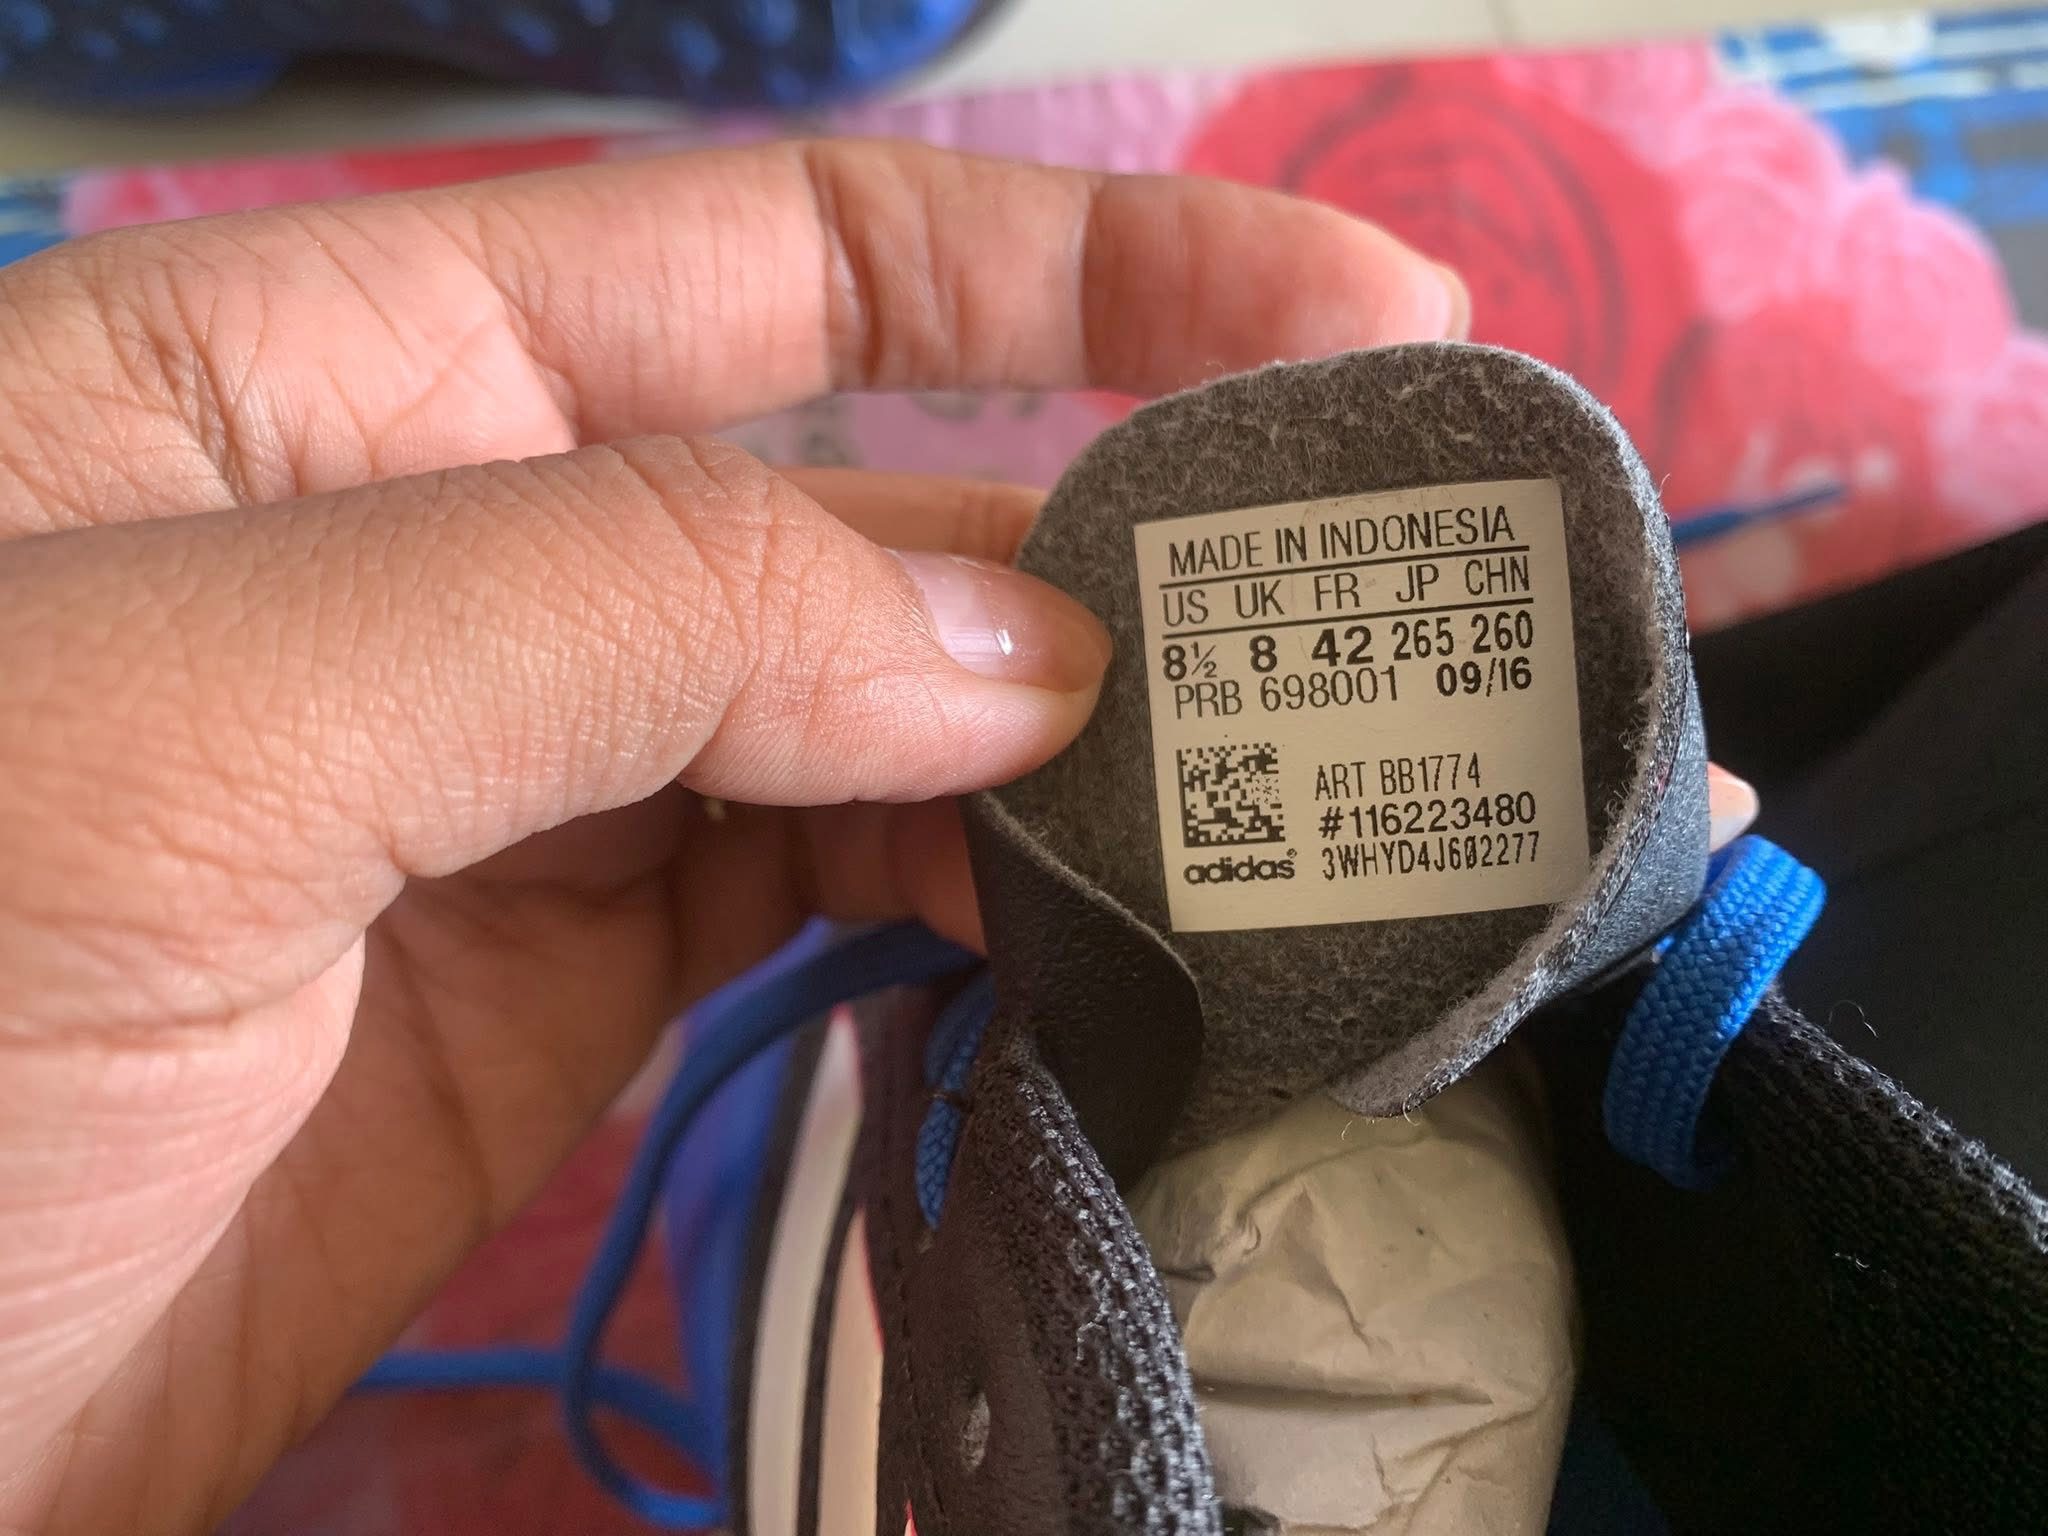 MADE IN INDONESIA
US UK FR JP CHN
8½ 8 42 265 260
PRB 698001 09/16
ART BB1774
#116223480
adidas® 3WHYD4J6Ø2277